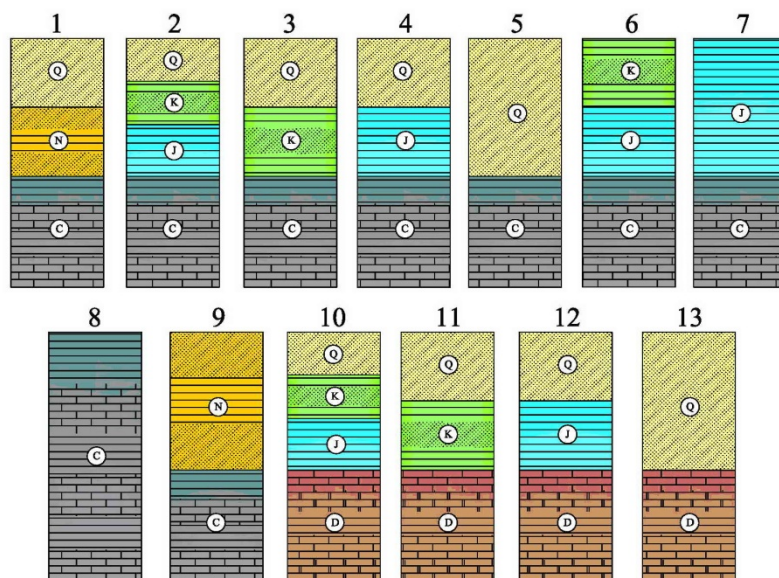 1 2 3 4 5 6 7
Q Q Q Q Q K J
N K K J J
J
C C C C C C C
8 9 10 11 12 13
C N Q Q Q Q
K K J
J
C D D D D